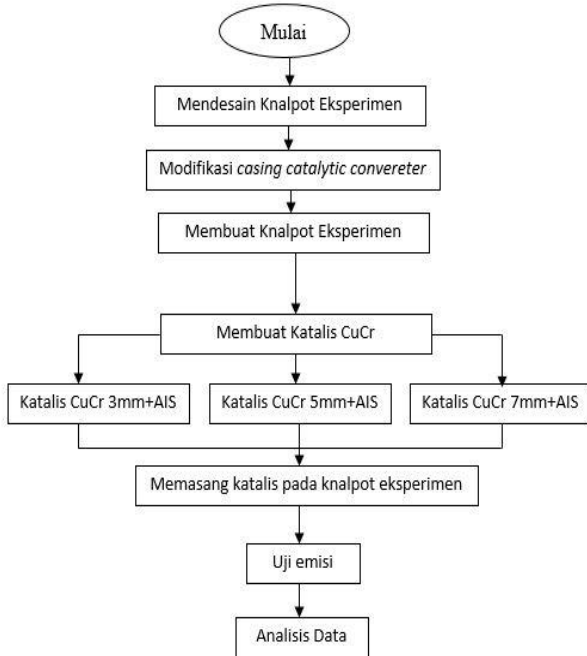 Mulai
Mendesain Knalpot Eksperimen
Modifikasi casing catalytic convereter
Membuat Knalpot Eksperimen
Membuat Katalis CuCr
Katalis CuCr 3mm+AIS
Katalis CuCr 5mm+AIS
Katalis CuCr 7mm+AIS
Memasang katalis pada knalpot eksperimen
Uji emisi
Analisis Data